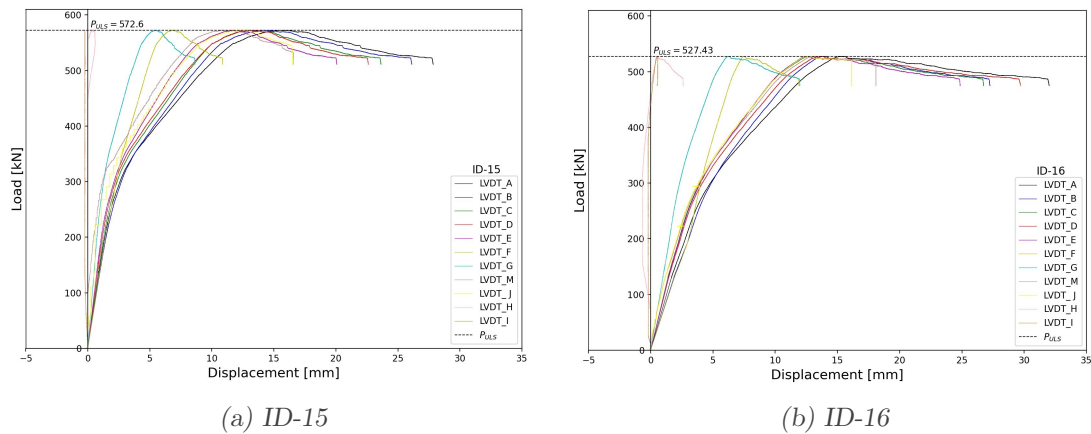 P_ULS = 572.6
600
500
400
300
200
100
0
-5 0 5 10 15 20 25 30 35
Load [kN]
Displacement [mm]
ID-15
LVDT_A
LVDT_B
LVDT_C
LVDT_D
LVDT_E
LVDT_F
LVDT_G
LVDT_M
LVDT_ J
LVDT_H
LVDT_I
P_ULS
(a) ID-15
P_ULS = 527.43
600
500
400
300
200
100
0
-5 0 5 10 15 20 25 30 35
Load [kN]
Displacement [mm]
ID-16
LVDT_A
LVDT_B
LVDT_C
LVDT_D
LVDT_E
LVDT_F
LVDT_G
LVDT_M
LVDT_ J
LVDT_H
LVDT_I
P_ULS
(b) ID-16